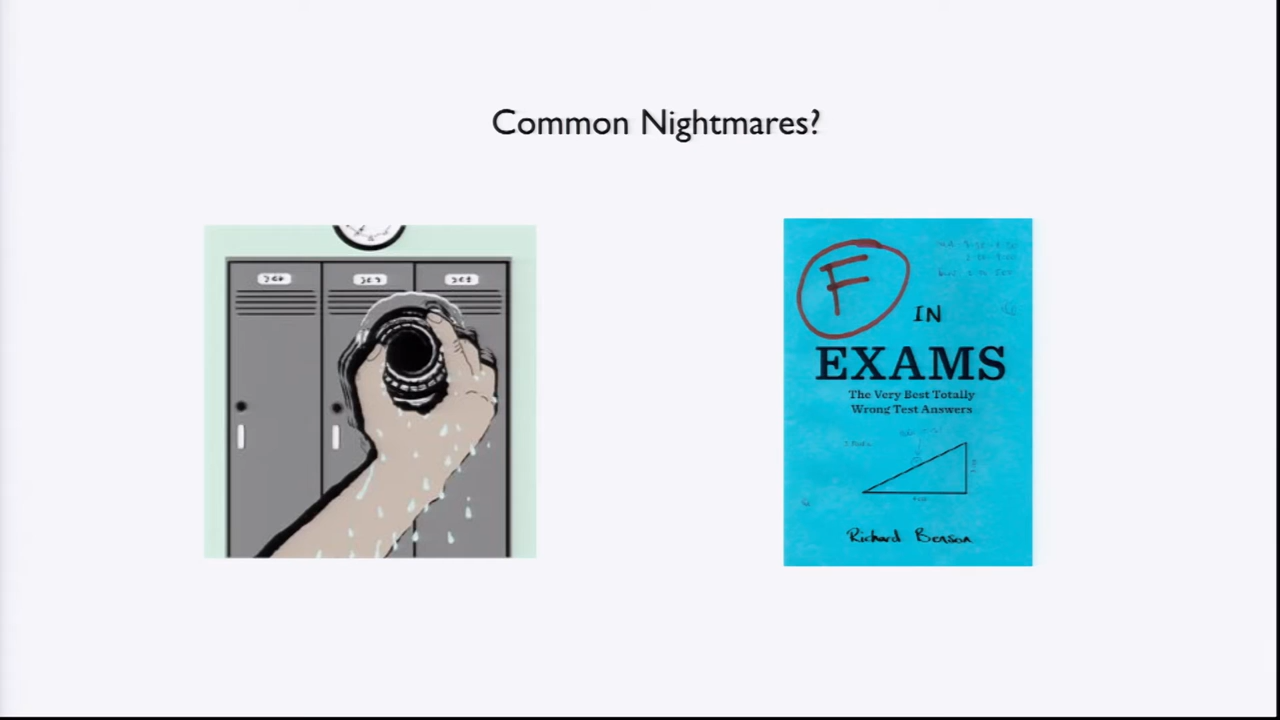 Common Nightmares?
F
IN
EXAMS
The Very Best Totally
Wrong Test Answers
Richard Benson